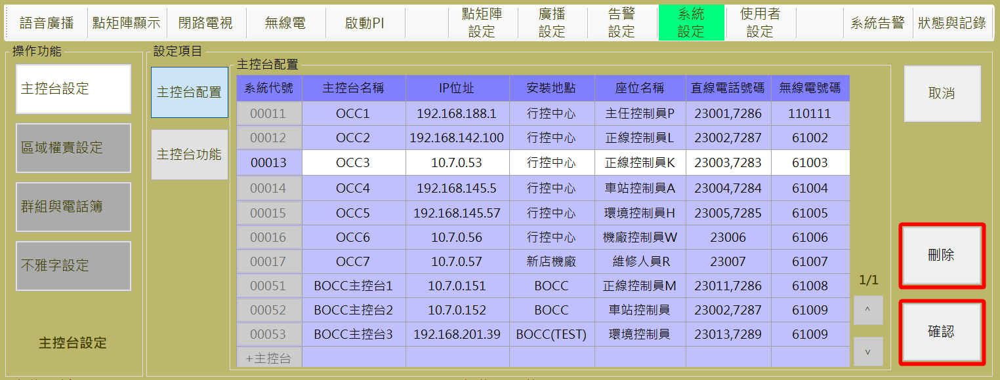 語音廣播 點矩陣顯示 閉路電視 無線電 啟動PI 點矩陣設定 廣播設定 告警設定 系統設定 使用者設定 系統告警 狀態與記錄
操作功能
主控台設定
區域權責設定
群組與電話簿
不雅字設定
主控台設定
設定項目
主控台配置
主控台功能
主控台配置
系統代號 主控台名稱 IP位址 安裝地點 座位名稱 直線電話號碼 無線電號碼
00011 OCC1 192.168.188.1 行控中心 主任控制員P 23001,7286 110111
00012 OCC2 192.168.142.100 行控中心 正線控制員L 23002,7287 61002
00013 OCC3 10.7.0.53 行控中心 正線控制員K 23003,7283 61003
00014 OCC4 192.168.145.5 行控中心 車站控制員A 23004,7284 61004
00015 OCC5 192.168.145.57 行控中心 環境控制員H 23005,7285 61005
00016 OCC6 10.7.0.56 行控中心 機廠控制員W 23006 61006
00017 OCC7 10.7.0.57 新店機廠 維修人員R 23007 61007
00051 BOCC主控台1 10.7.0.151 BOCC 正線控制員M 23011,7286 61008
00052 BOCC主控台2 10.7.0.152 BOCC 車站控制員 23002,7287 61009
00053 BOCC主控台3 192.168.201.39 BOCC(TEST) 環境控制員 23013,7289 61009
+主控台
1/1
^
v
取消
刪除
確認